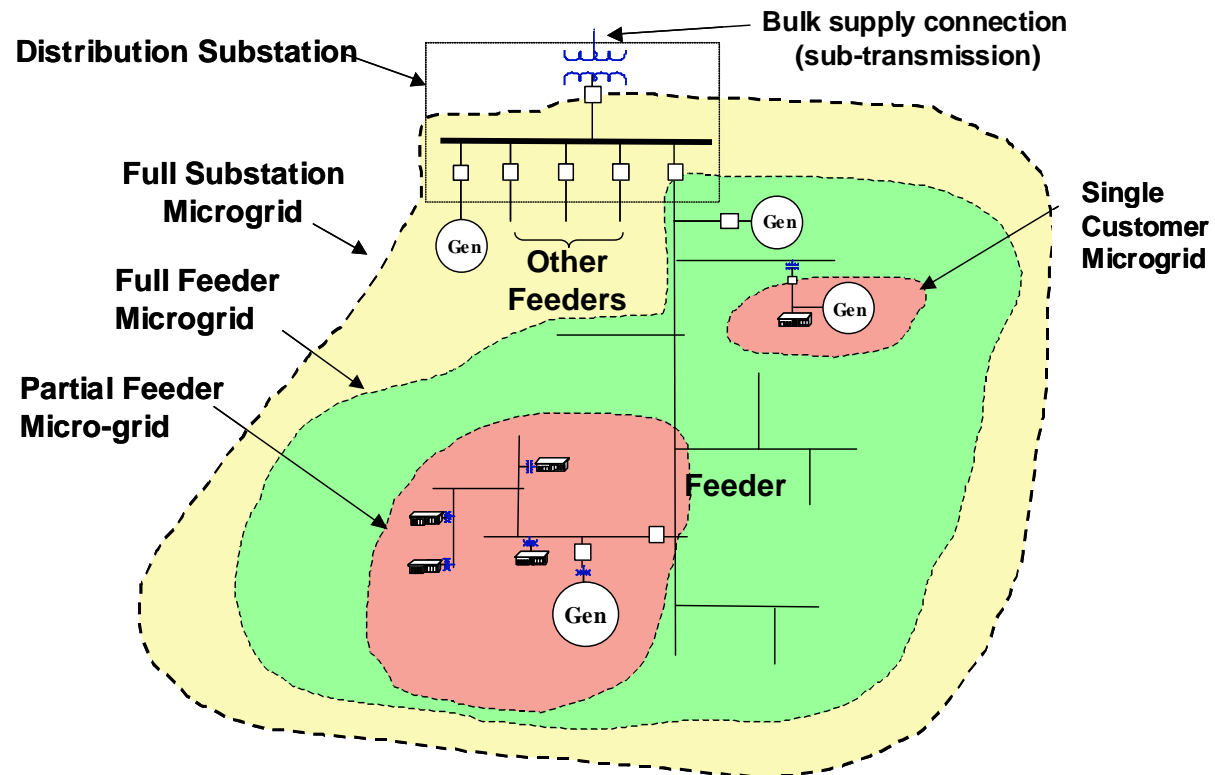 Bulk supply connection
(sub-transmission)
Distribution Substation
Full Substation
Microgrid
Single
Customer
Microgrid
Gen
Gen
Other
Feeders
Full Feeder
Microgrid
Gen
Partial Feeder
Micro-grid
Feeder
Gen